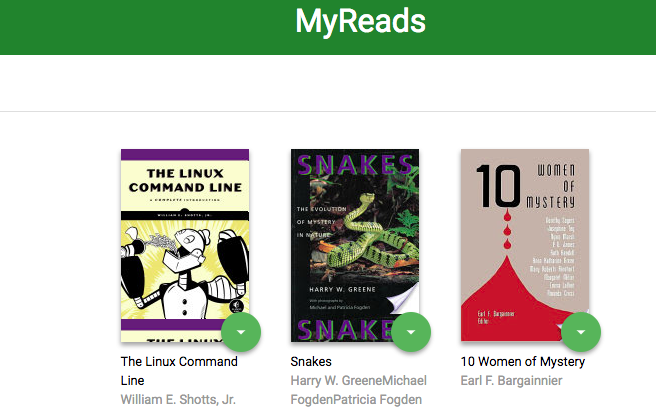 MyReads
THE LINUX
COMMAND LINE
A COMPLETE INTRODUCTION
WILLIAM E. SHOTTS, JR.
THE LINUX
The Linux Command
Line
William E. Shotts, Jr.
SNAKES
THE EVOLUTION
OF MYSTERY
IN NATURE
HARRY W. GREENE
With photographs by
Michael and Patricia Fogden
SNAKE
Snakes
Harry W. GreeneMichael
FogdenPatricia Fogden
10 WOMEN
OF
MYSTERY
Dorothy Sayers
Josephine Tey
Ngaio Marsh
P.D. James
Ruth Rendell
Anna Katharine Green
Mary Roberts Rinehart
Margaret Millar
Emma Lathen
Amanda Cross
Earl F. Bargainnier
Editor
10 Women of Mystery
Earl F. Bargainnier